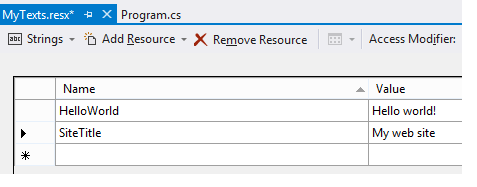 MyTexts.resx* Program.cs
abc Strings Add Resource Remove Resource Access Modifier:
Name Value
HelloWorld Hello world!
SiteTitle My web site